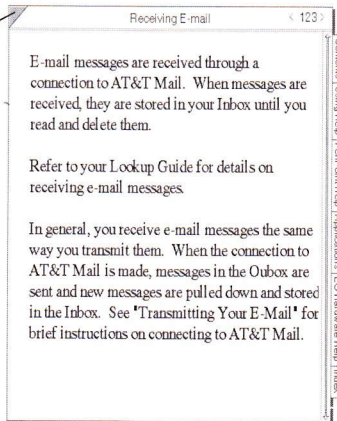 Receiving E-mail < 123 >
E-mail messages are received through a
connection to AT&T Mail. When messages are
received, they are stored in your Inbox until you
read and delete them.
Refer to your Lookup Guide for details on
receiving e-mail messages.
In general, you receive e-mail messages the same
way you transmit them. When the connection to
AT&T Mail is made, messages in the Oubox are
sent and new messages are pulled down and stored
in the Inbox. See "Transmitting Your E-Mail" for
brief instructions on connecting to AT&T Mail.